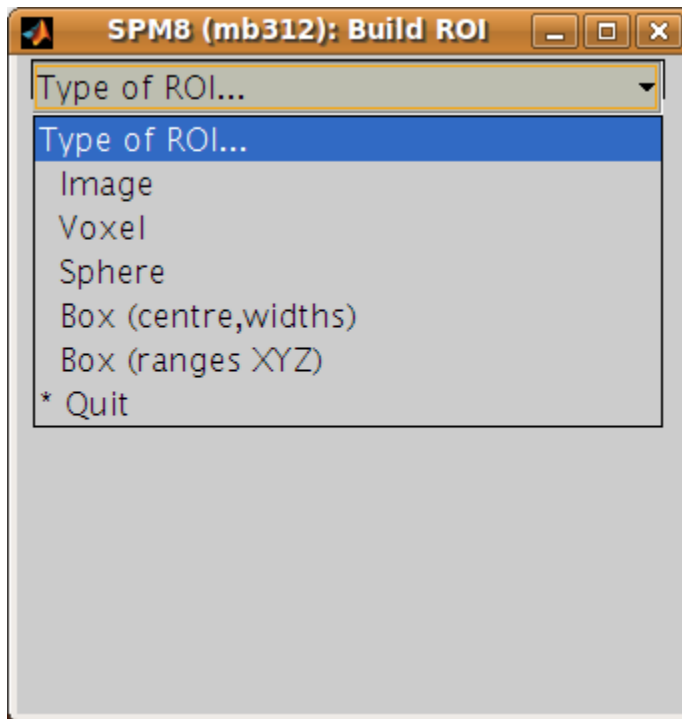 SPM8 (mb312): Build ROI
Type of ROI...
Type of ROI...
Image
Voxel
Sphere
Box (centre,widths)
Box (ranges XYZ)
* Quit